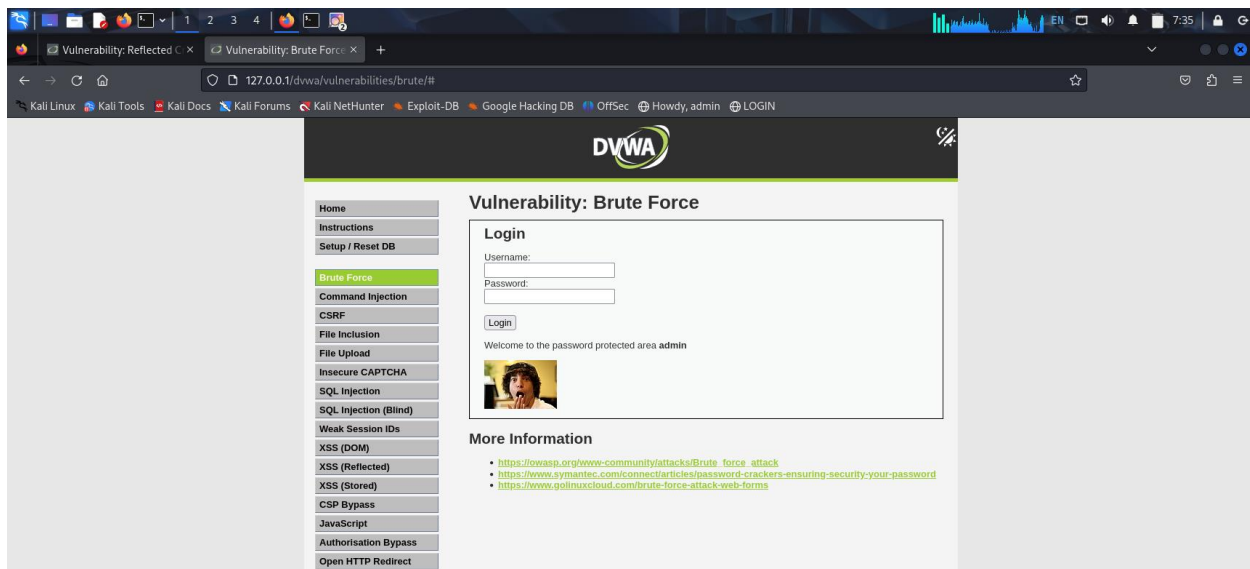 1 2 3 4 EN 7:35
Vulnerability: Reflected C Vulnerability: Brute Force
127.0.0.1/dvwa/vulnerabilities/brute/#
Kali Linux Kali Tools Kali Docs Kali Forums Kali NetHunter Exploit-DB Google Hacking DB OffSec Howdy, admin LOGIN
DVWA
Home
Instructions
Setup / Reset DB
Brute Force
Command Injection
CSRF
File Inclusion
File Upload
Insecure CAPTCHA
SQL Injection
SQL Injection (Blind)
Weak Session IDs
XSS (DOM)
XSS (Reflected)
XSS (Stored)
CSP Bypass
JavaScript
Authorisation Bypass
Open HTTP Redirect
Vulnerability: Brute Force
Login
Username:
Password:
Login
Welcome to the password protected area admin
More Information
https://owasp.org/www-community/attacks/Brute_force_attack
https://www.symantec.com/connect/articles/password-crackers-ensuring-security-your-password
https://www.golinuxcloud.com/brute-force-attack-web-forms